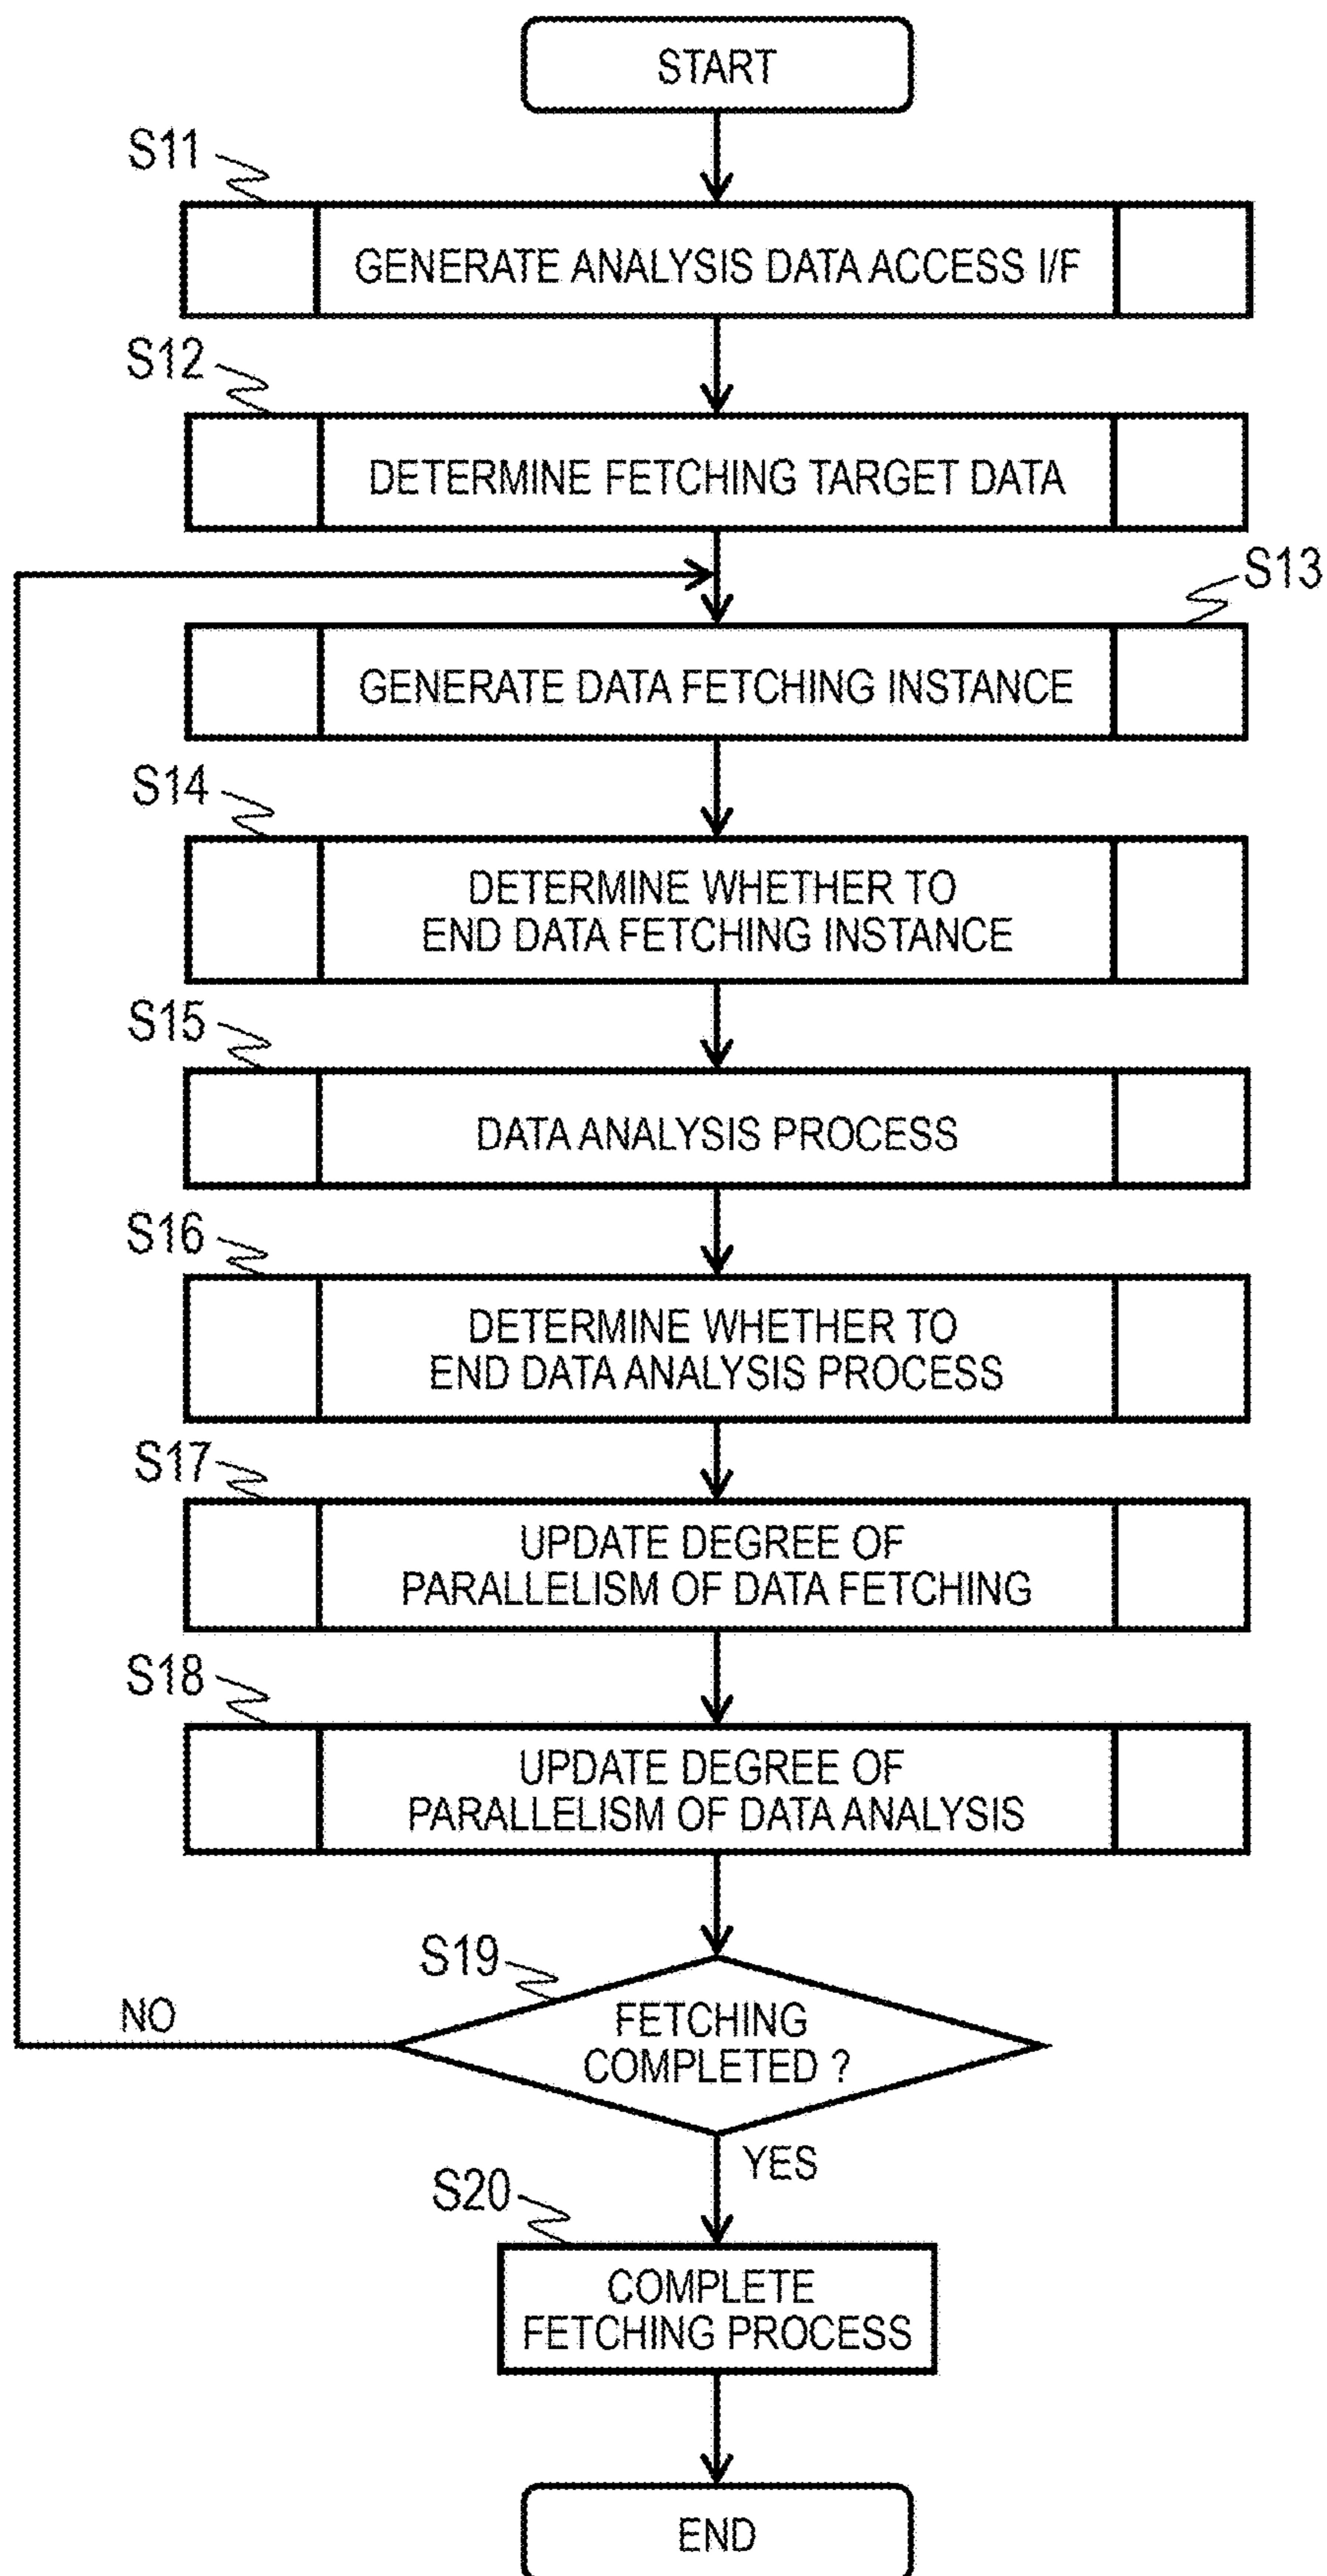 START
S11
GENERATE ANALYSIS DATA ACCESS I/F
S12
DETERMINE FETCHING TARGET DATA
S13
GENERATE DATA FETCHING INSTANCE
S14
DETERMINE WHETHER TO
END DATA FETCHING INSTANCE
S15
DATA ANALYSIS PROCESS
S16
DETERMINE WHETHER TO
END DATA ANALYSIS PROCESS
S17
UPDATE DEGREE OF
PARALLELISM OF DATA FETCHING
S18
UPDATE DEGREE OF
PARALLELISM OF DATA ANALYSIS
S19
NO
FETCHING
COMPLETED ?
YES
S20
COMPLETE
FETCHING PROCESS
END